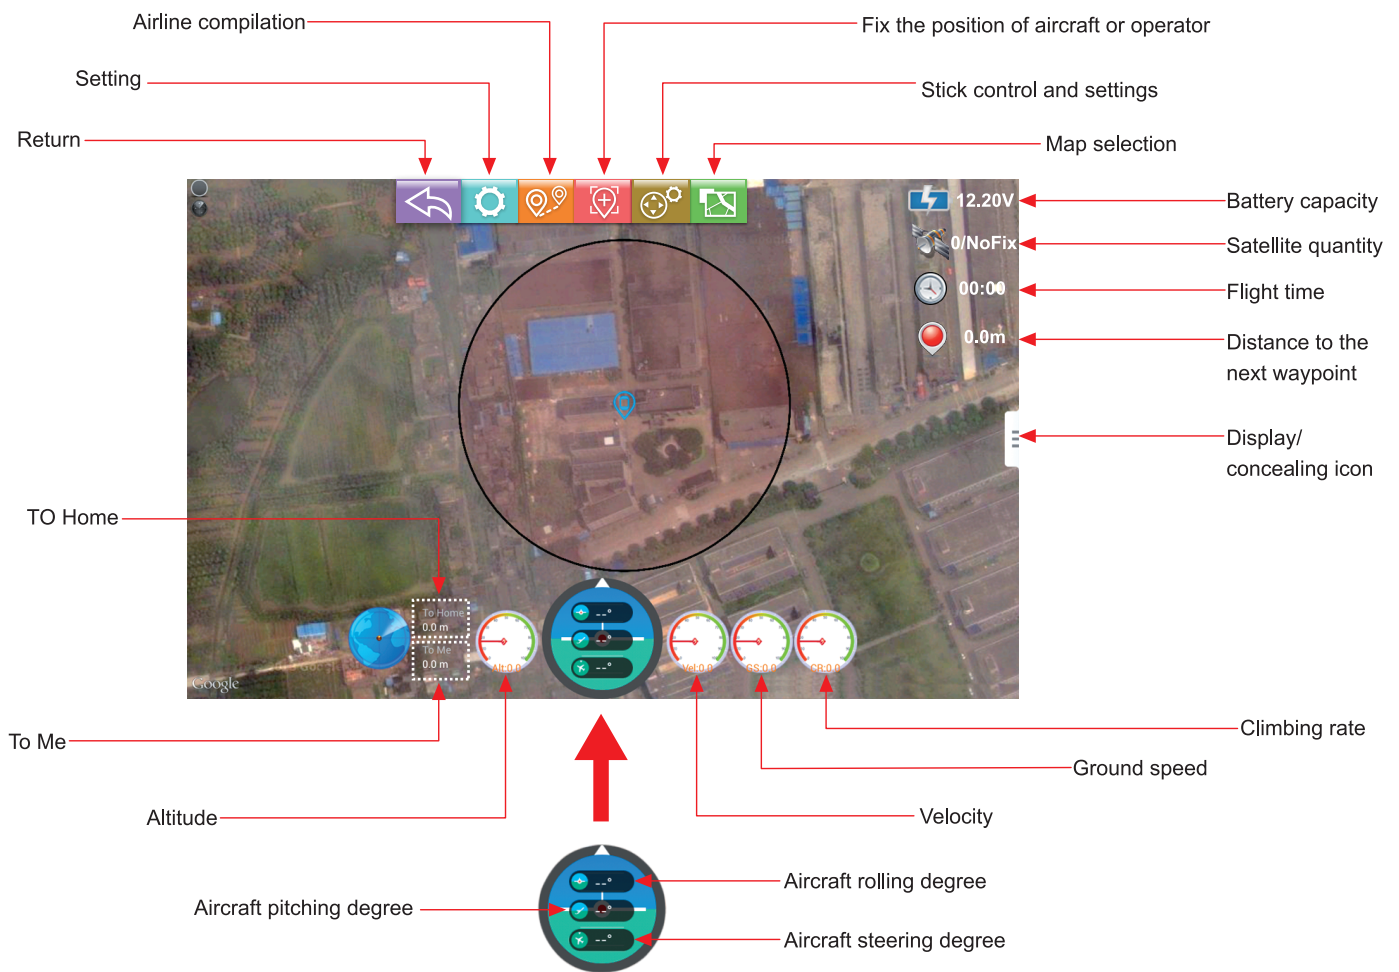 Airline compilation
Fix the position of aircraft or operator
Setting
Stick control and settings
Return
Map selection
12.20V
Battery capacity
0/NoFix
Satellite quantity
00:00
Flight time
0.0m
Distance to the
next waypoint
Display/
concealing icon
TO Home
To Home
0.0 m
To Me
0.0 m
Alt:0.0
--°
--°
--°
Vel:0.0
GS:0.0
CR:0.0
Google
To Me
Climbing rate
Ground speed
Altitude
Velocity
Aircraft rolling degree
--°
Aircraft pitching degree
--°
--°
Aircraft steering degree